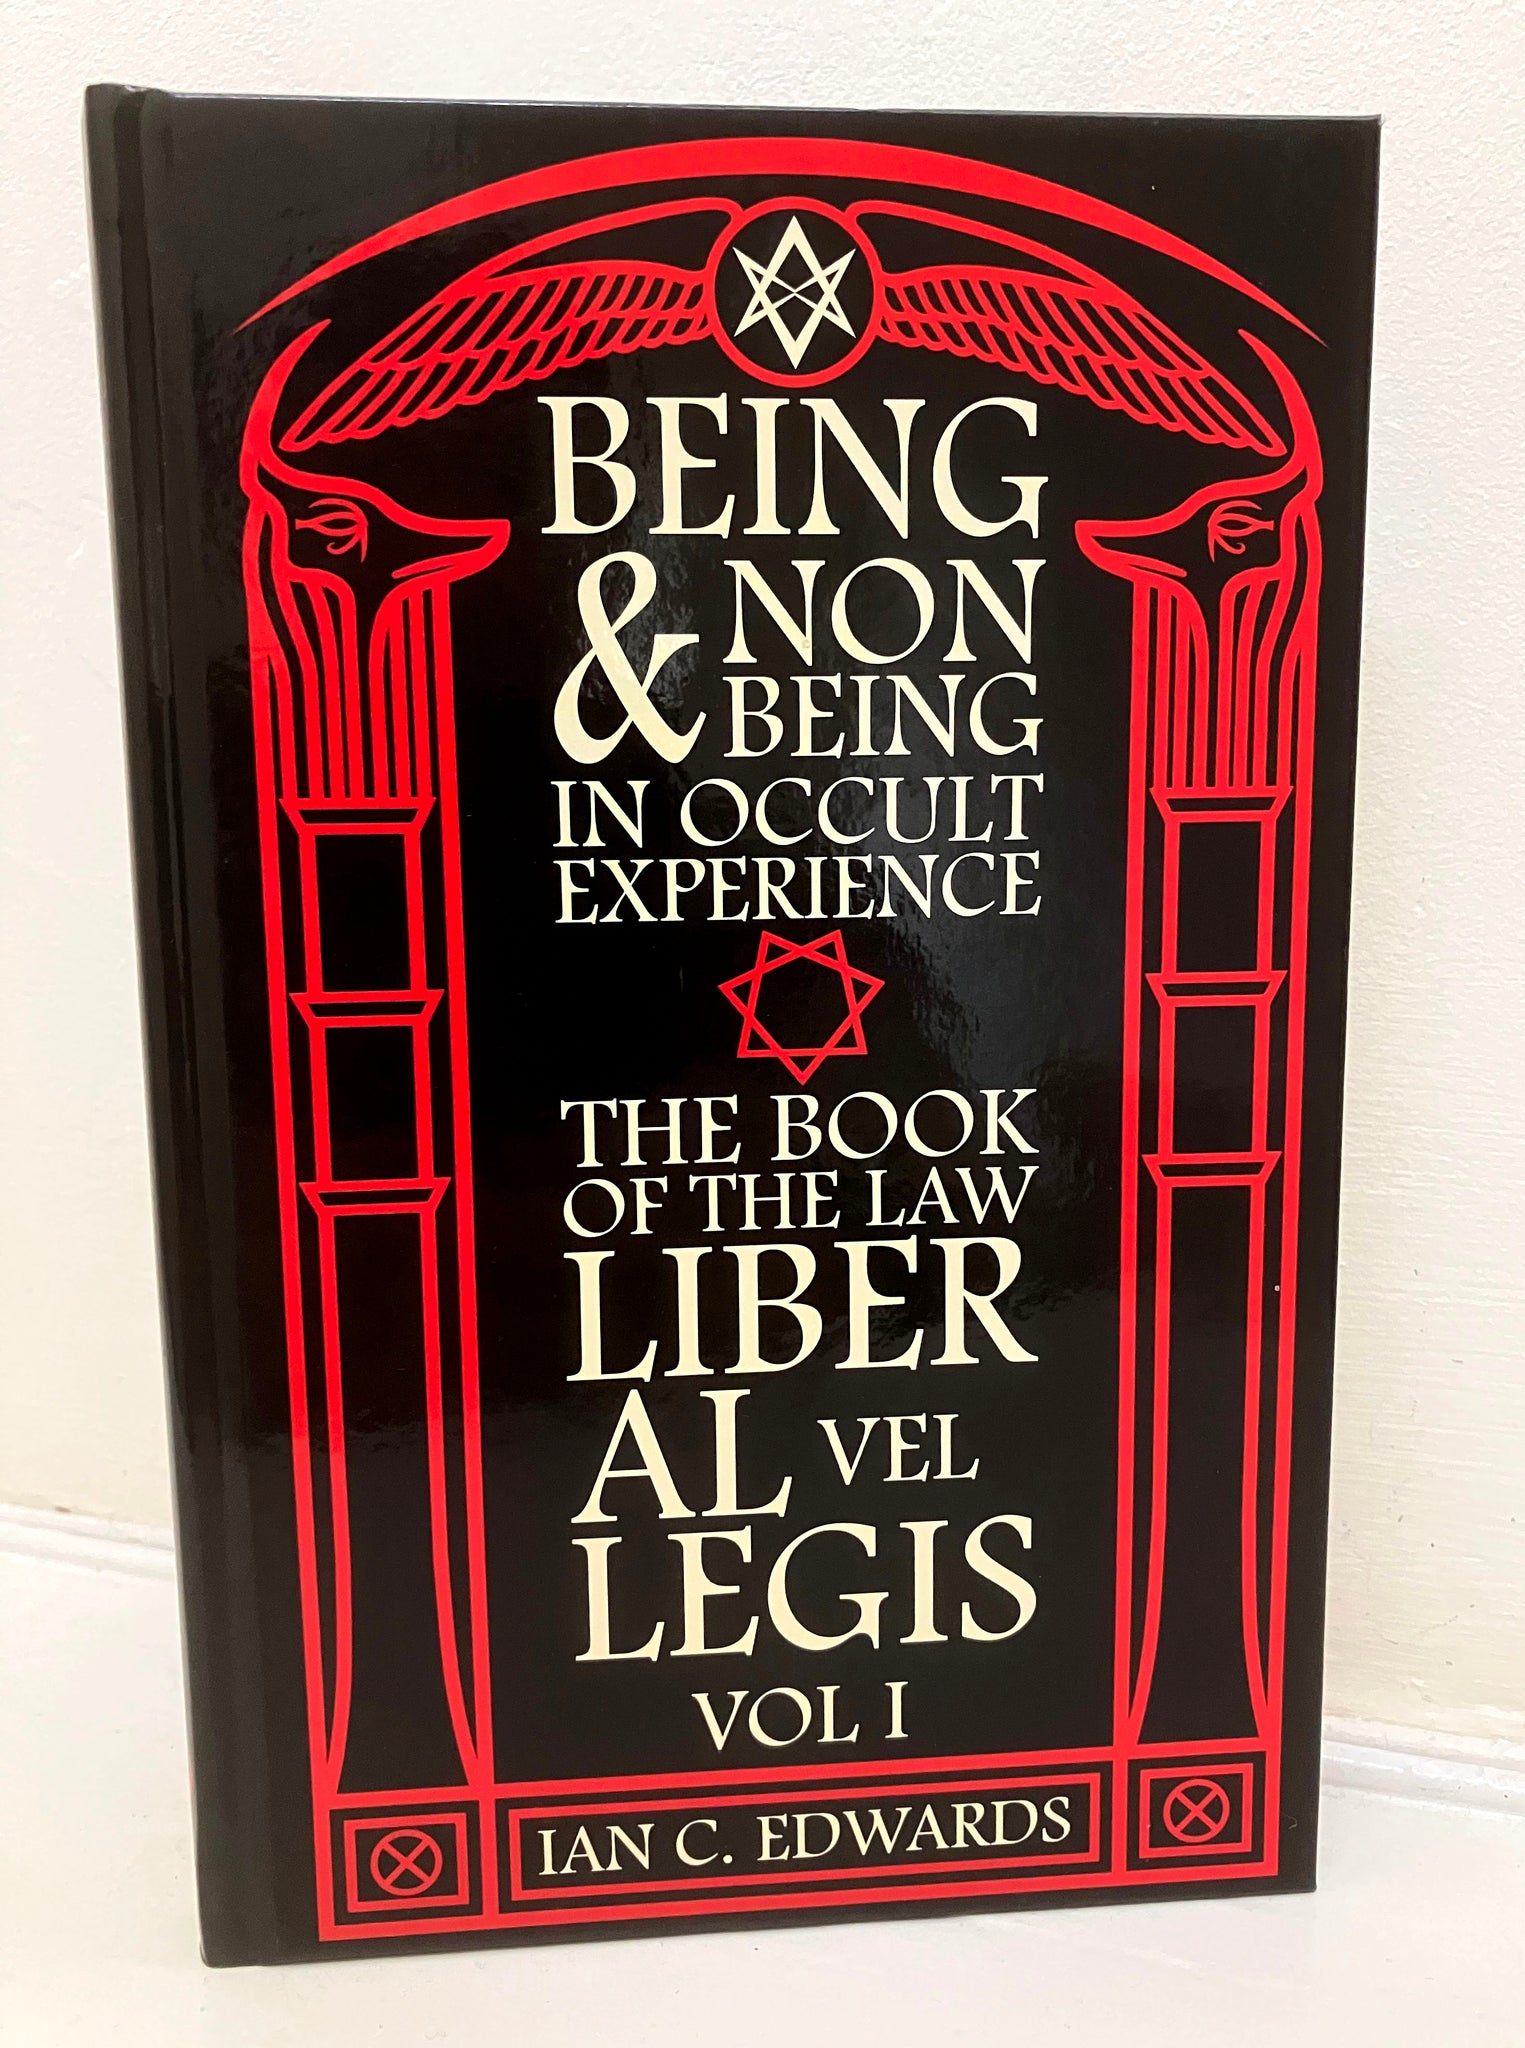 BEING
& NON
BEING
IN OCCULT
EXPERIENCE
THE BOOK
OF THE LAW
LIBER
AL VEL
LEGIS
VOL I
IAN C. EDWARDS